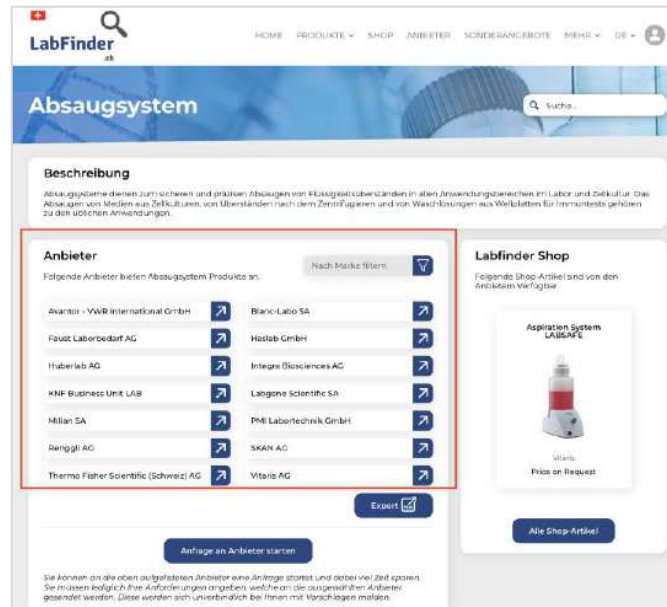 LabFinder
.ch
HOME PRODUKTE SHOP ANBIETER SONDERANGEBOTE MEHR DE
Absaugsystem
Suche..
Beschreibung
Absaugsysteme dienen zum sicheren und präzisen Absaugen von Flüssigkeitsüberständen in allen Anwendungsbereichen im Labor und Zellkultur. Das
Absaugen von Medien aus Zellkulturen, von Überständen nach dem Zentrifugieren und von Waschlösungen aus Wellplatten für Immuntests gehören
zu den üblichen Anwendungen.
Anbieter
Folgende Anbieter bieten Absaugsystem Produkte an.
Nach Marke filtern
Avantor - VWR International GmbH
Blanc-Labo SA
Faust Laborbedarf AG
Haslab GmbH
Huberlab AG
Integra Biosciences AG
KNF Business Unit LAB
Labgene Scientific SA
Milian SA
PMI Labortechnik GmbH
Renggli AG
SKAN AG
Thermo Fisher Scientific (Schweiz) AG
Vitaris AG
Export
Anfrage an Anbieter starten
Sie können an die oben aufgelisteten Anbieter eine Anfrage startet und dabei viel Zeit sparen.
Sie müssen lediglich Ihre Anforderungen angeben, welche an die ausgewählten Anbieter
gesendet werden. Diese werden sich unverbindlich bei Ihnen mit Vorschlägen melden.
Labfinder Shop
Folgende Shop-Artikel sind von den
Anbietern Verfügbar
Aspiration System
LABSAFE
Vitaris
Price on Request
Alle Shop-Artikel